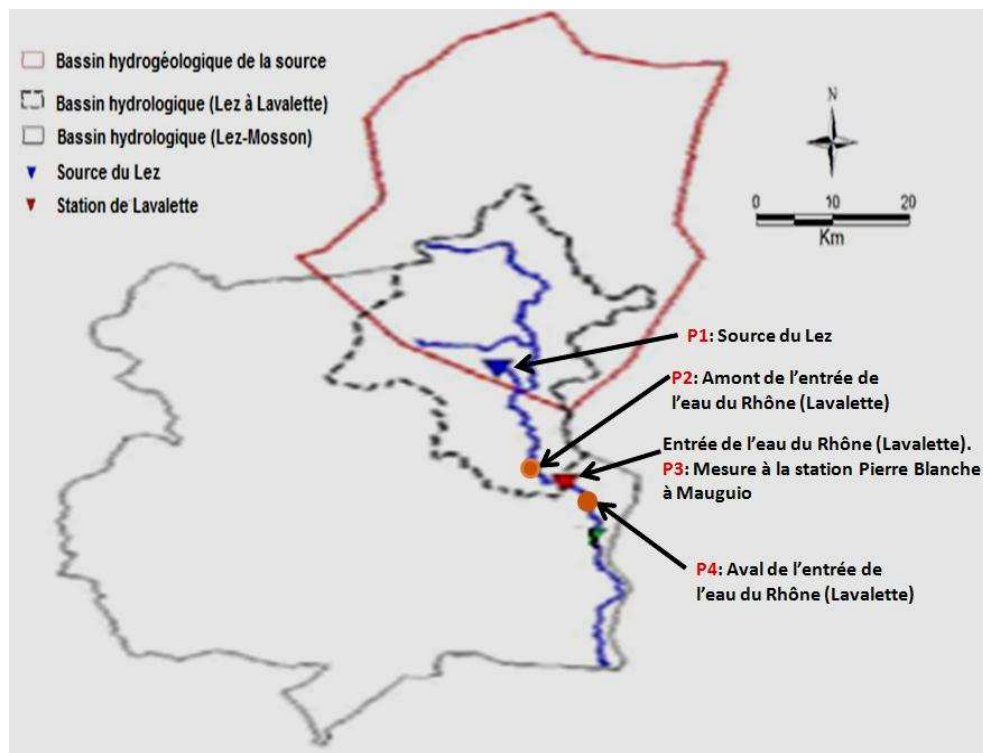 Bassin hydrogéologique de la source
Bassin hydrologique (Lez à Lavalette)
Bassin hydrologique (Lez-Mosson)
Source du Lez
Station de Lavalette
N
0 10 20
Km
P1: Source du Lez
P2: Amont de l’entrée de
l’eau du Rhône (Lavalette)
Entrée de l’eau du Rhône (Lavalette).
P3: Mesure à la station Pierre Blanche
à Mauguio
P4: Aval de l’entrée de
l’eau du Rhône (Lavalette)